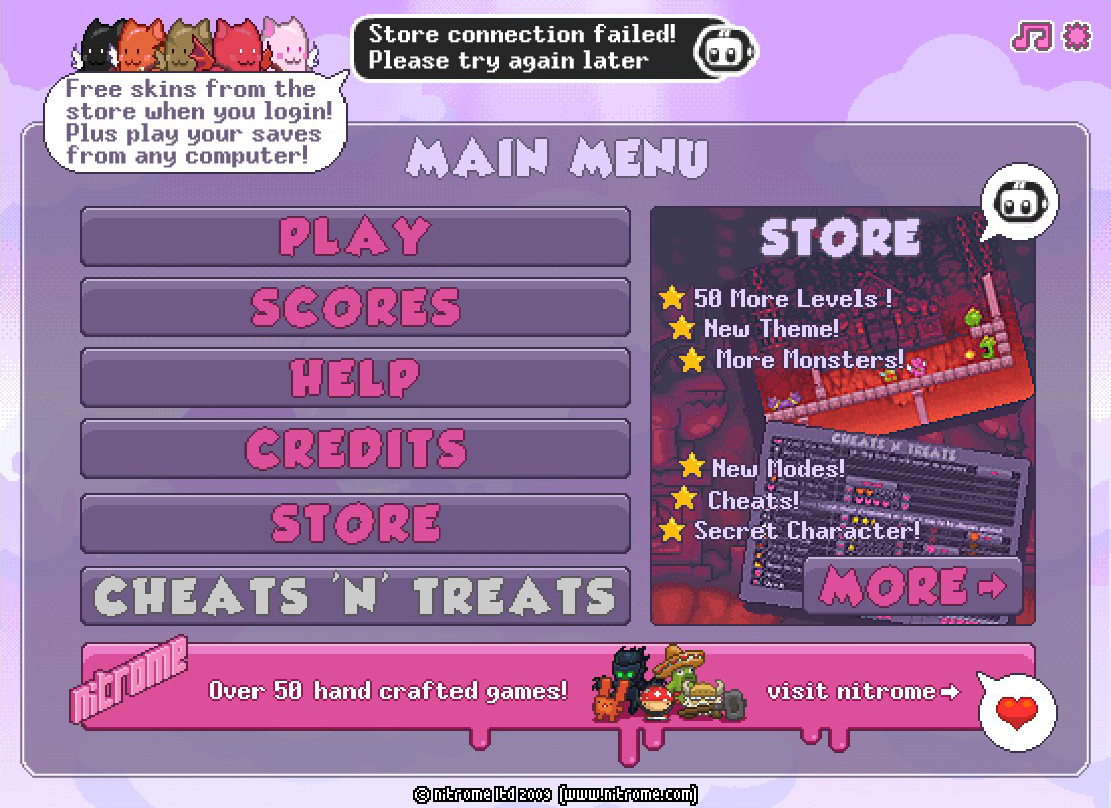 Store connection failed!
Please try again later
Free skins from the
store when you login!
Plus play your saves
from any computer!
MAIN MENU
PLAY
SCORES
HELP
CREDITS
STORE
CHEATS 'N' TREATS
STORE
50 More Levels !
New Theme!
More Monsters!
CHEATS 'N' TREATS
New Modes!
Cheats!
Secret Character!
MORE
nitrome
Over 50 hand crafted games!
visit nitrome
© nitrome ltd 2009 (www.nitrome.com)